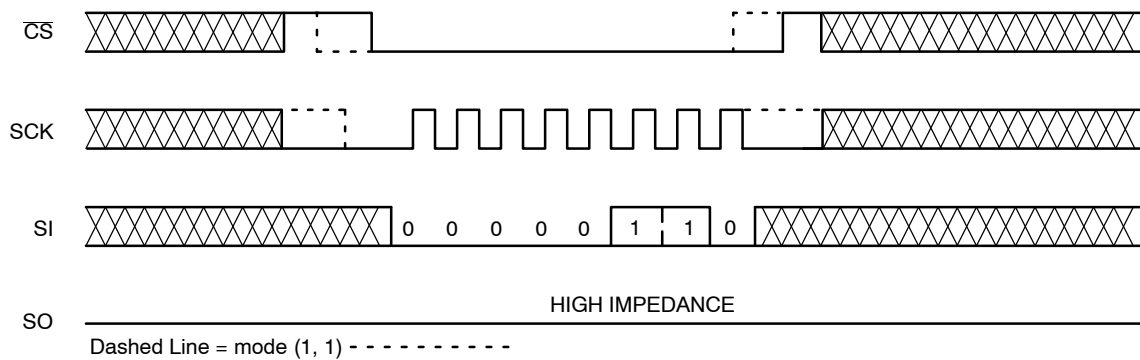 CS
SCK
SI 0 0 0 0 0 1 1 0
HIGH IMPEDANCE
SO
Dashed Line = mode (1, 1)